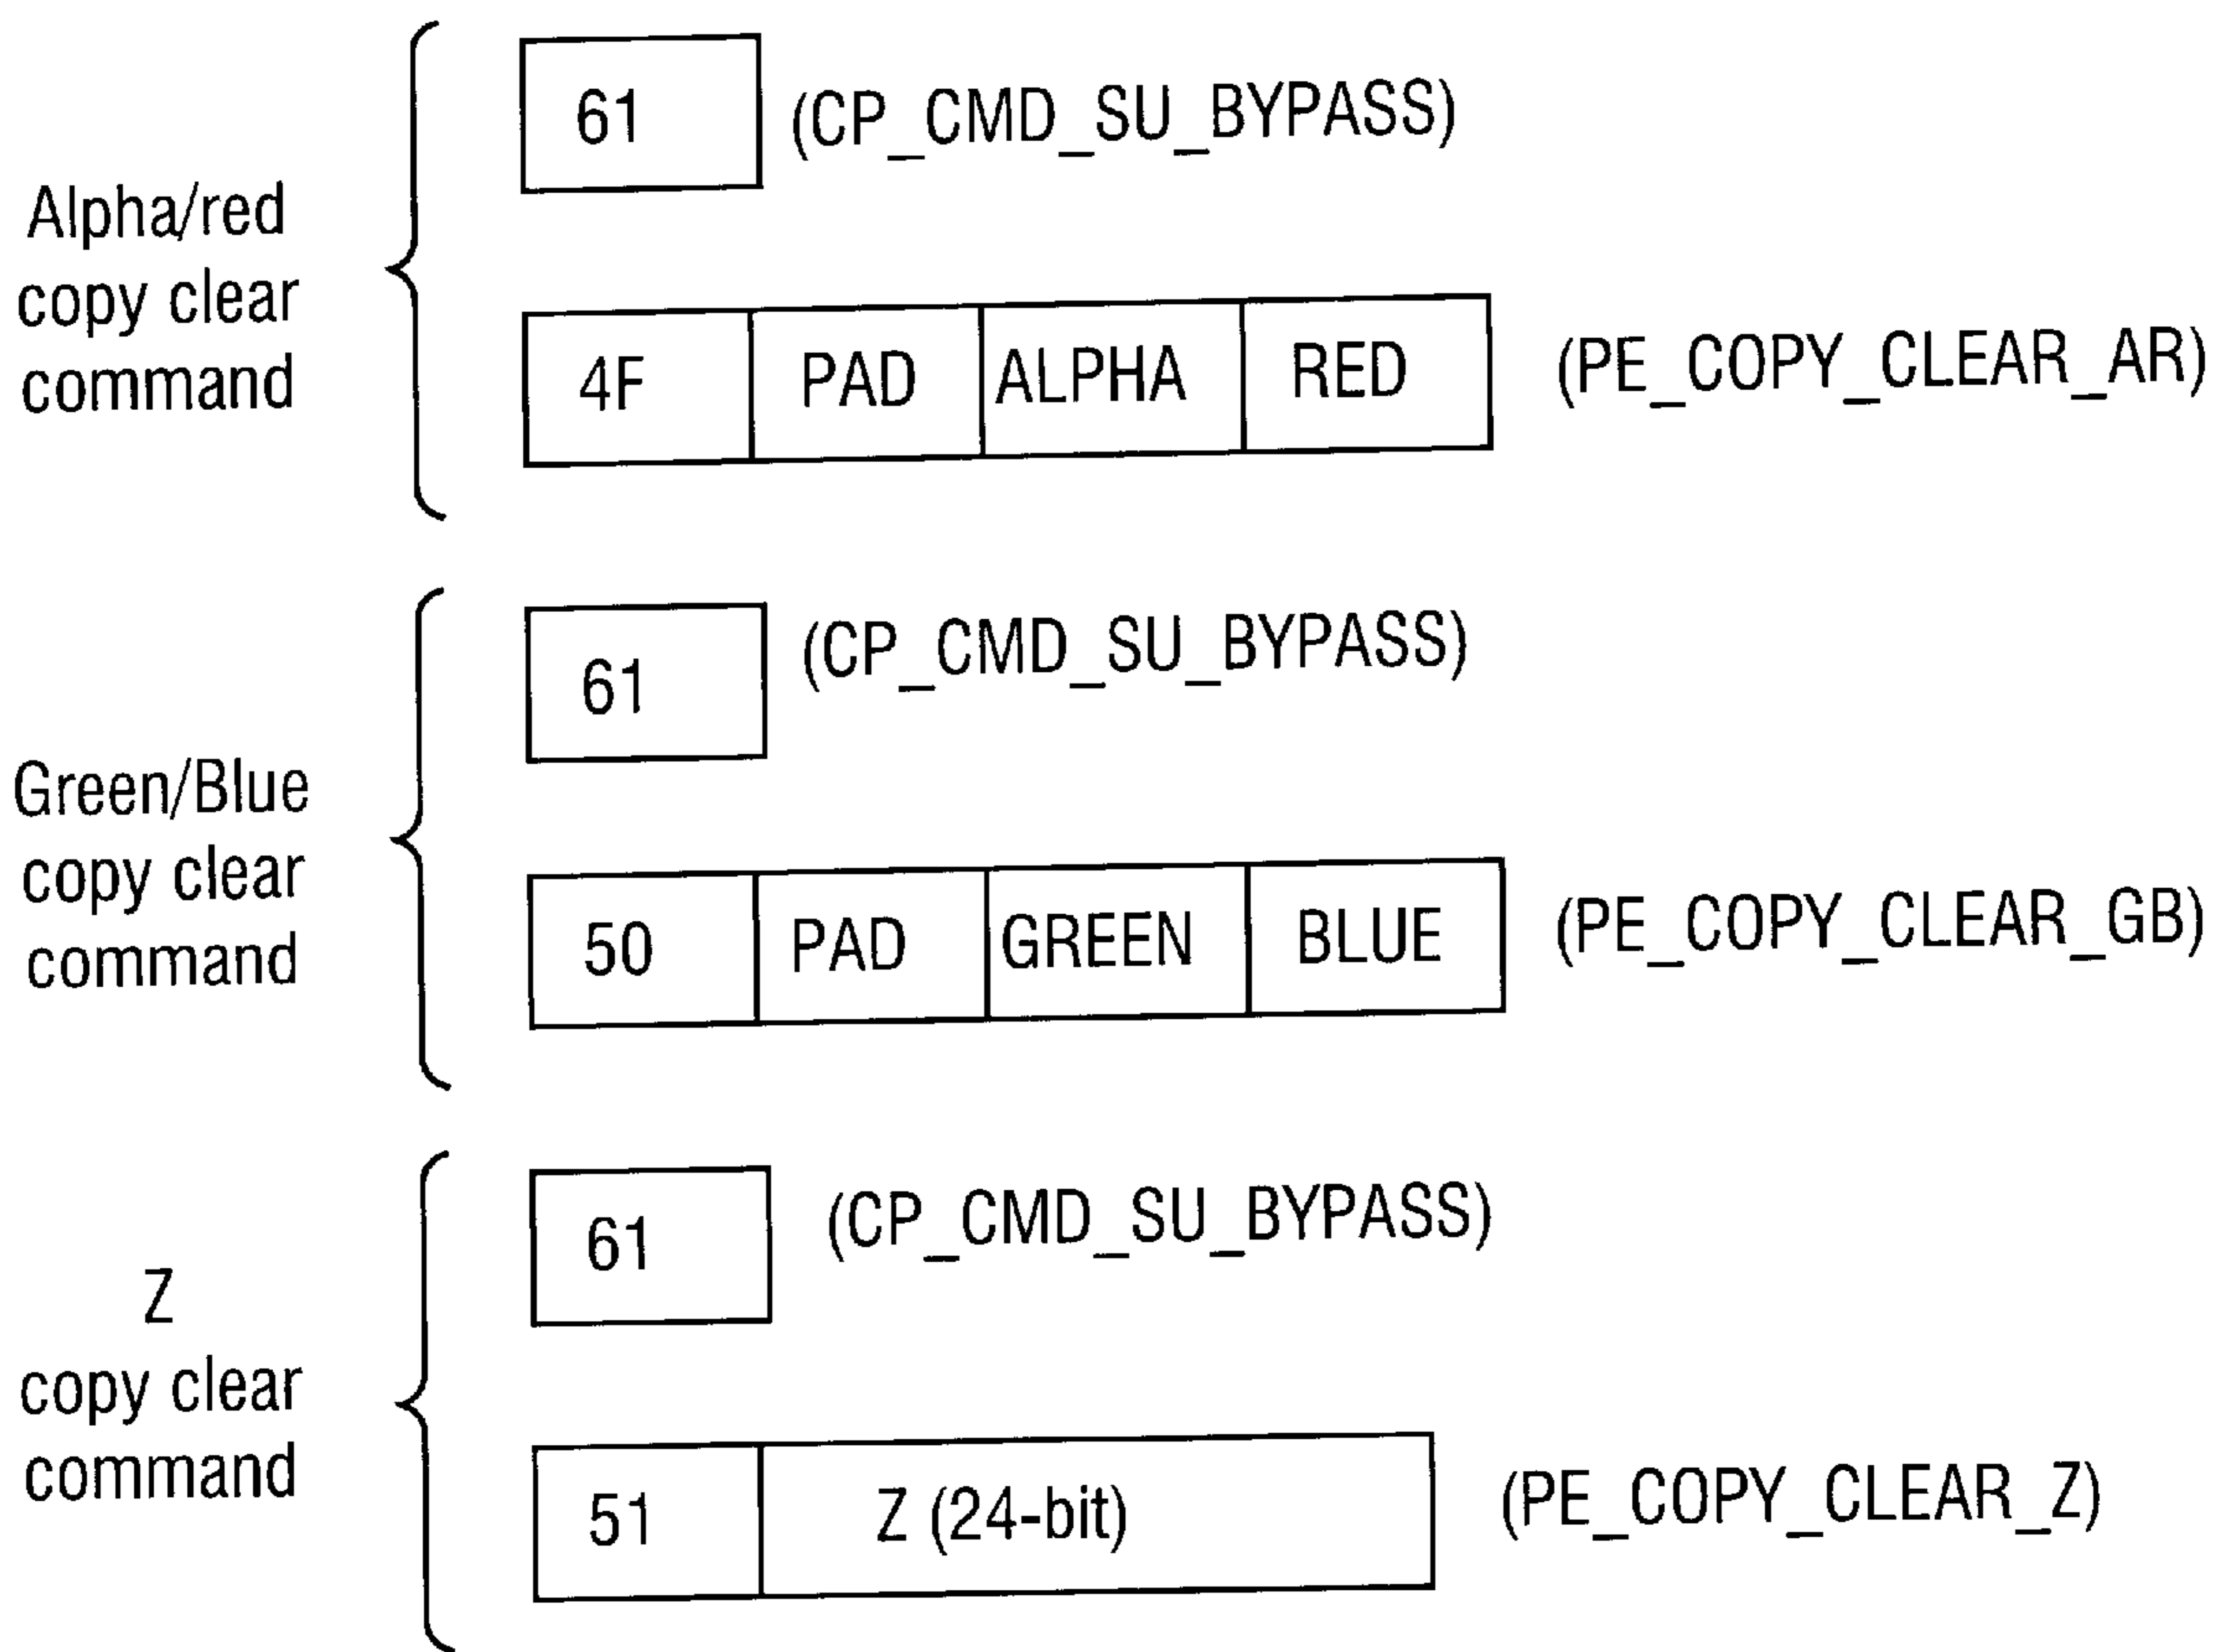 61 (CP_CMD_SU_BYPASS)
Alpha/red
copy clear
command
4F PAD ALPHA RED (PE_COPY_CLEAR_AR)
61 (CP_CMD_SU_BYPASS)
Green/Blue
copy clear
command
50 PAD GREEN BLUE (PE_COPY_CLEAR_GB)
61 (CP_CMD_SU_BYPASS)
Z
copy clear
command
51 Z (24-bit) (PE_COPY_CLEAR_Z)